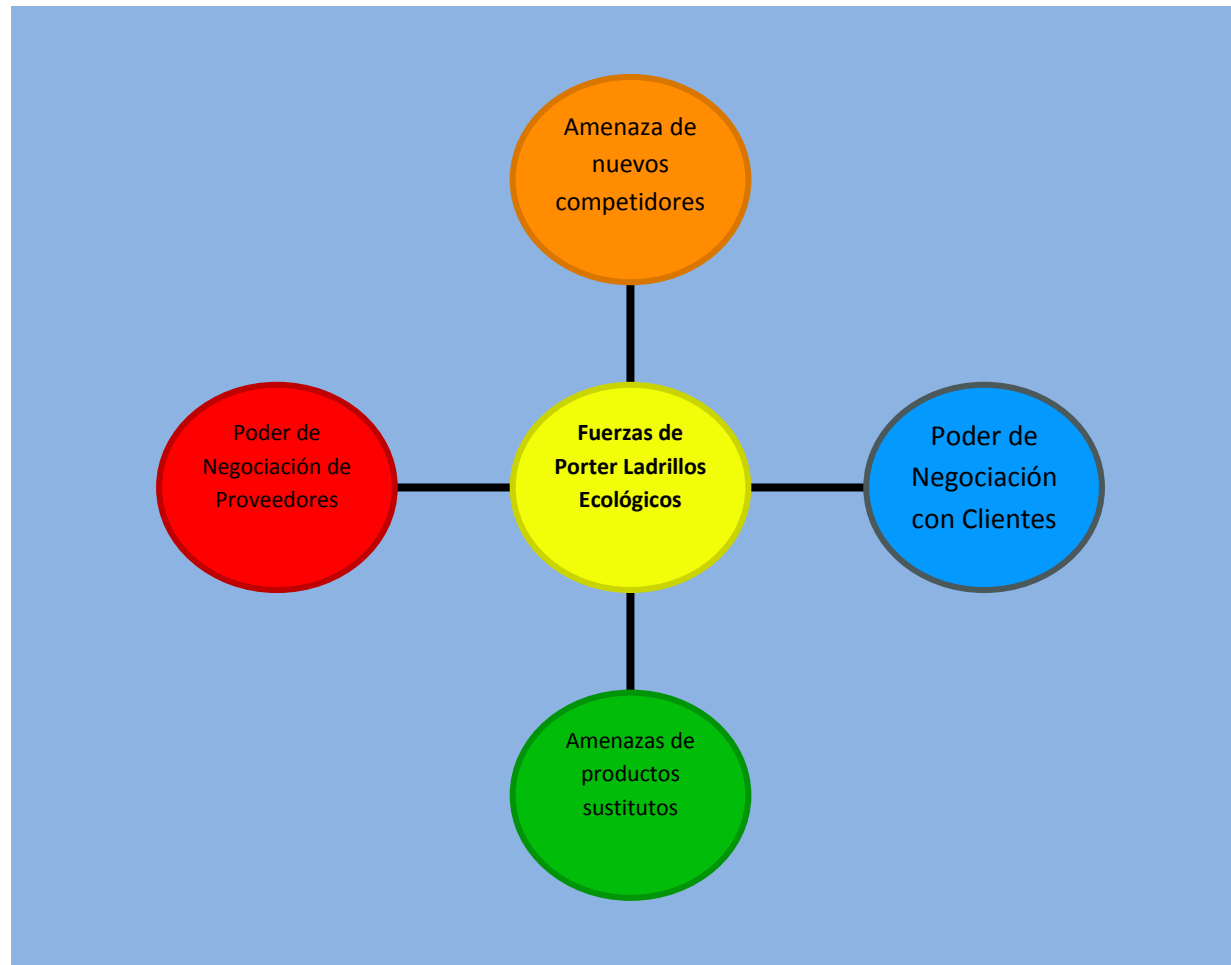 Amenaza de
nuevos
competidores
Poder de
Negociación de
Proveedores
Fuerzas de
Porter Ladrillos
Ecológicos
Poder de
Negociación
con Clientes
Amenazas de
productos
sustitutos